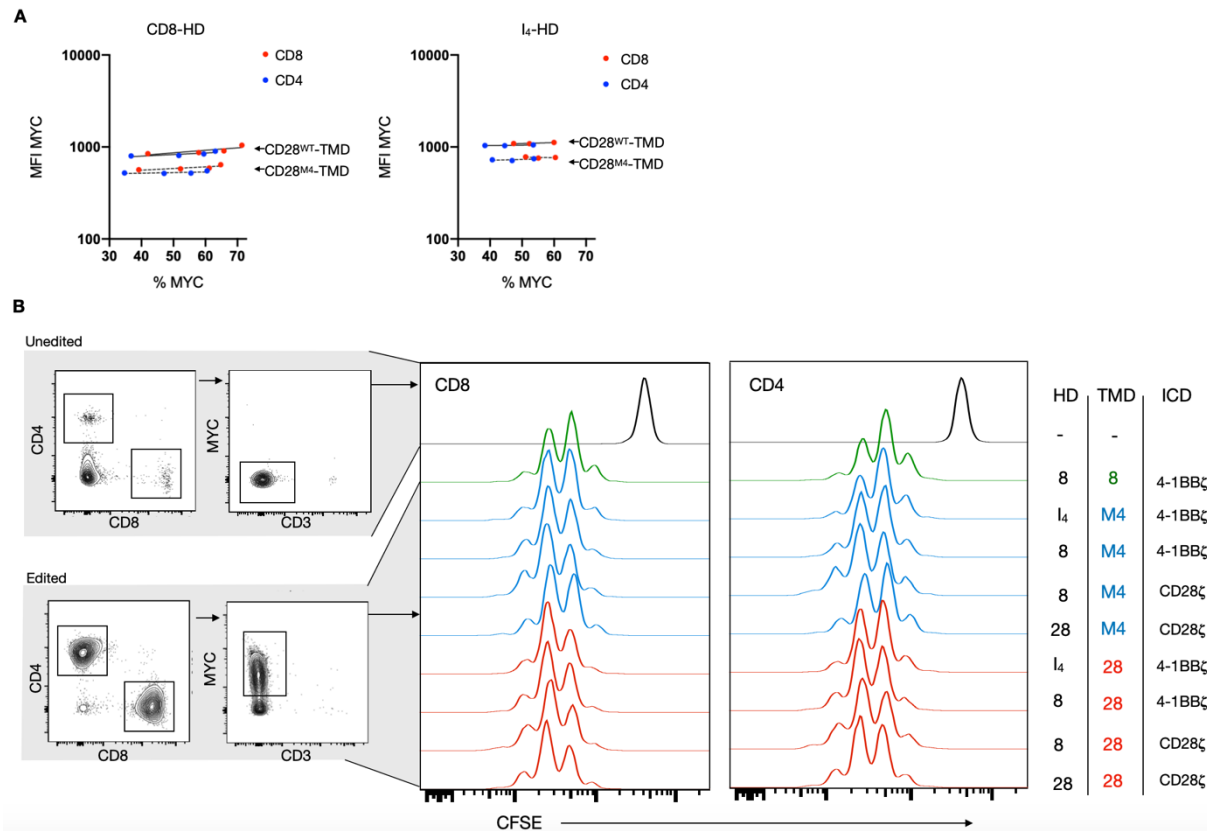 A
CD8-HD
10000
1000
100
MFI MYC
30 40 50 60 70
% MYC
CD8
CD4
CD28WT-TMD
CD28M4-TMD
I4-HD
10000
1000
100
MFI MYC
30 40 50 60 70
% MYC
CD8
CD4
CD28WT-TMD
CD28M4-TMD
B
Unedited
CD4
CD8
MYC
CD3
Edited
CD4
CD8
MYC
CD3
CD8
CD4
CFSE
HD TMD ICD
- -
8 8 4-1BBζ
I4 M4 4-1BBζ
8 M4 4-1BBζ
8 M4 CD28ζ
28 M4 CD28ζ
I4 28 4-1BBζ
8 28 4-1BBζ
8 28 CD28ζ
28 28 CD28ζ